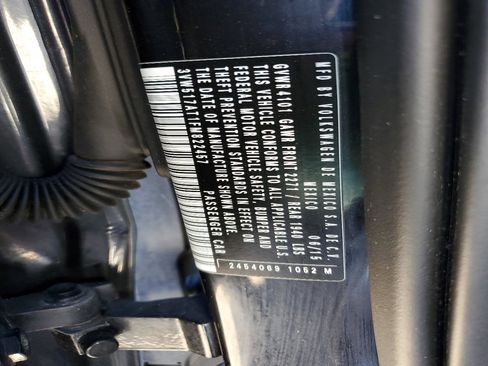 MFD BY VOLKSWAGEN DE MEXICO S.A. DE C.V.
MEXICO 06/15
GVWR 4101 GAWR FRONT 2277 / REAR 1940 LBS
THIS VEHICLE CONFORMS TO ALL APPLICABLE U.S.
FEDERAL MOTOR VEHICLE SAFETY, BUMPER AND
THEFT PREVENTION STANDARDS IN EFFECT ON
THE DATE OF MANUFACTURE SHOWN ABOVE.
3VW517AT1FM822457 PASSENGER CAR
2454069 1052 M